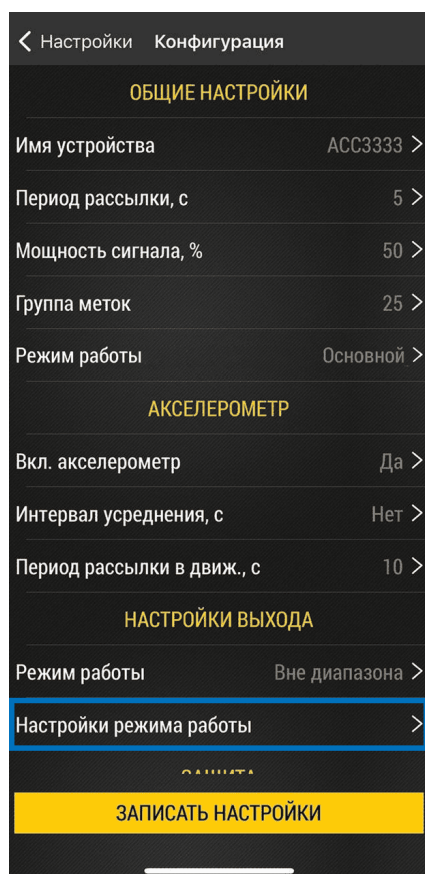 Настройки Конфигурация
ОБЩИЕ НАСТРОЙКИ
Имя устройства ACC3333
Период рассылки, с 5
Мощность сигнала, % 50
Группа меток 25
Режим работы Основной
АКСЕЛЕРОМЕТР
Вкл. акселерометр Да
Интервал усреднения, с Нет
Период рассылки в движ., с 10
НАСТРОЙКИ ВЫХОДА
Режим работы Вне диапазона
Настройки режима работы
ЗАПИСАТЬ НАСТРОЙКИ